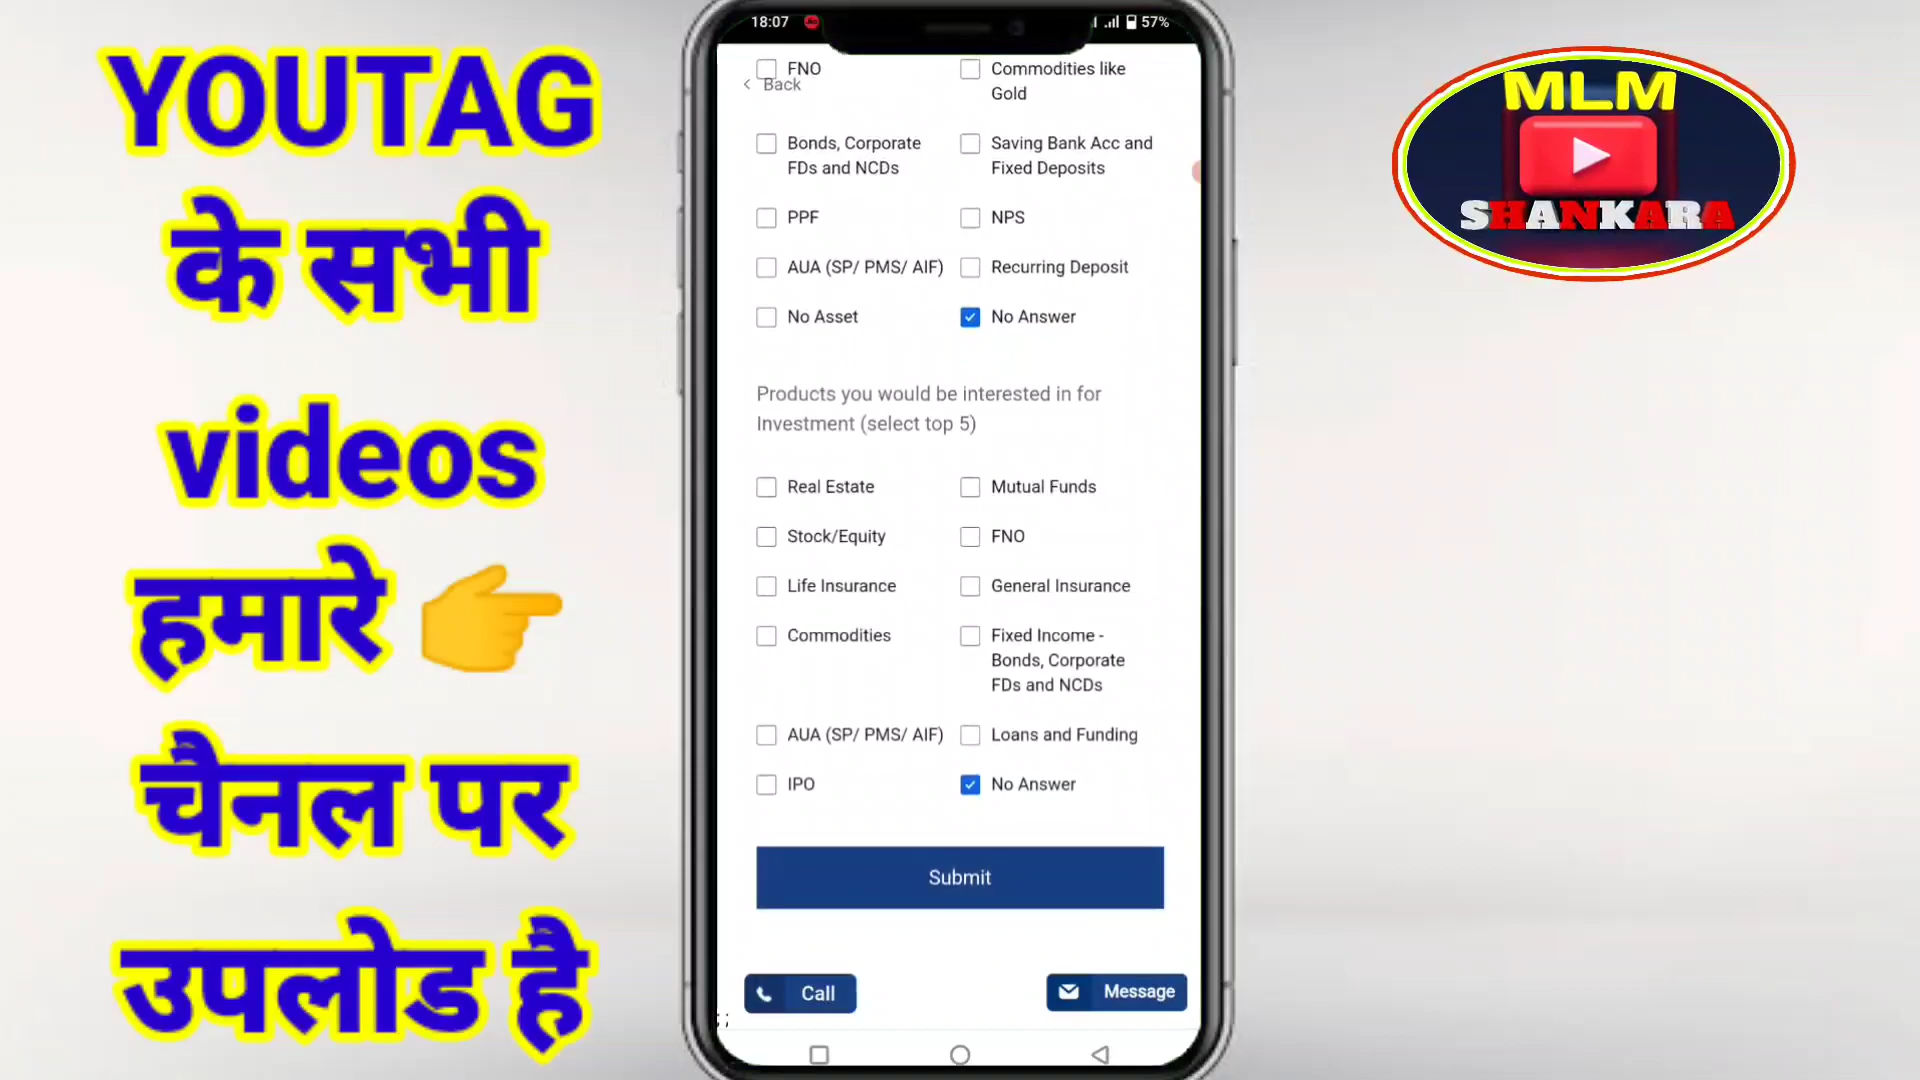 YOUTAG
के सभी
videos
हमारे 👉
चैनल पर
उपलोड है
18:07
57%
FNO
Commodities like
Gold
< Back
Bonds, Corporate
FDs and NCDs
Saving Bank Acc and
Fixed Deposits
PPF
NPS
AUA (SP/ PMS/ AIF)
Recurring Deposit
No Asset
No Answer
Products you would be interested in for
Investment (select top 5)
Real Estate
Mutual Funds
Stock/Equity
FNO
Life Insurance
General Insurance
Commodities
Fixed Income -
Bonds, Corporate
FDs and NCDs
AUA (SP/ PMS/ AIF)
Loans and Funding
IPO
No Answer
Submit
Call
Message
MLM
SHANKARA